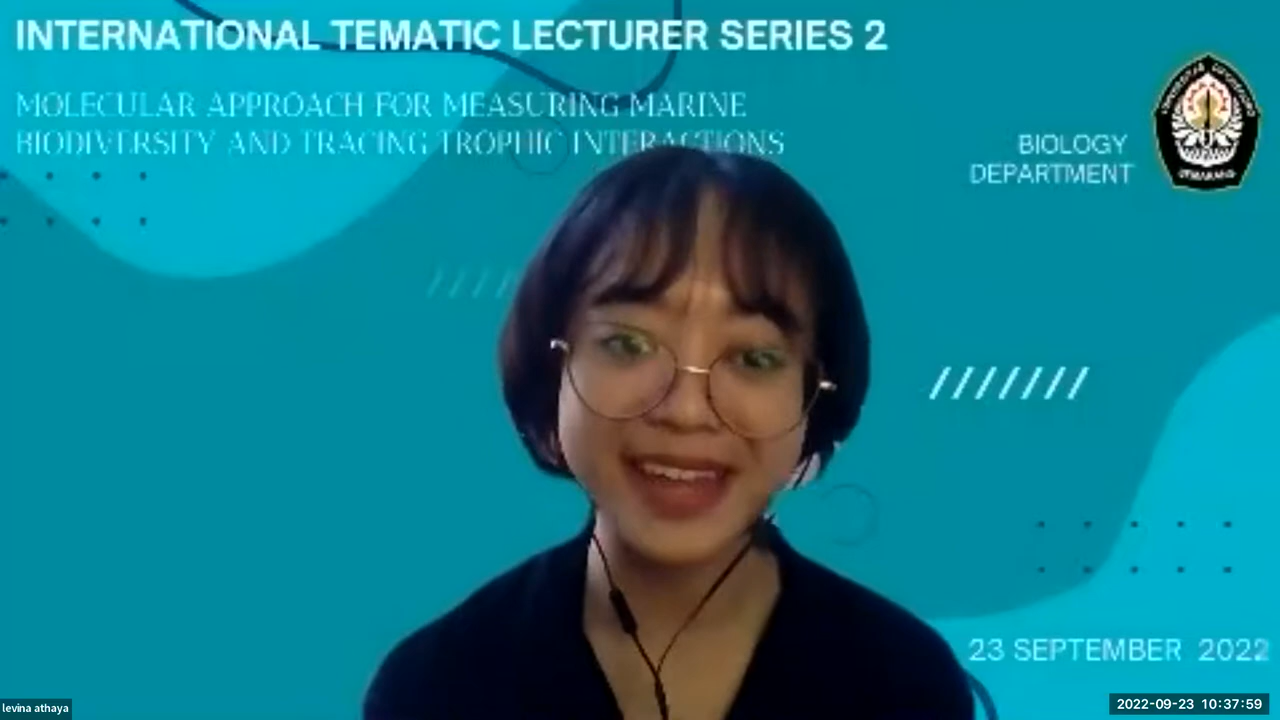 INTERNATIONAL TEMATIC LECTURER SERIES 2
MOLECULAR APPROACH FOR MEASURING MARINE
BIODIVERSITY AND TRACING TROPHIC INTERACTIONS
BIOLOGY
DEPARTMENT
SEMARANG
23 SEPTEMBER 2022
levina athaya
2022-09-23 10:37:59